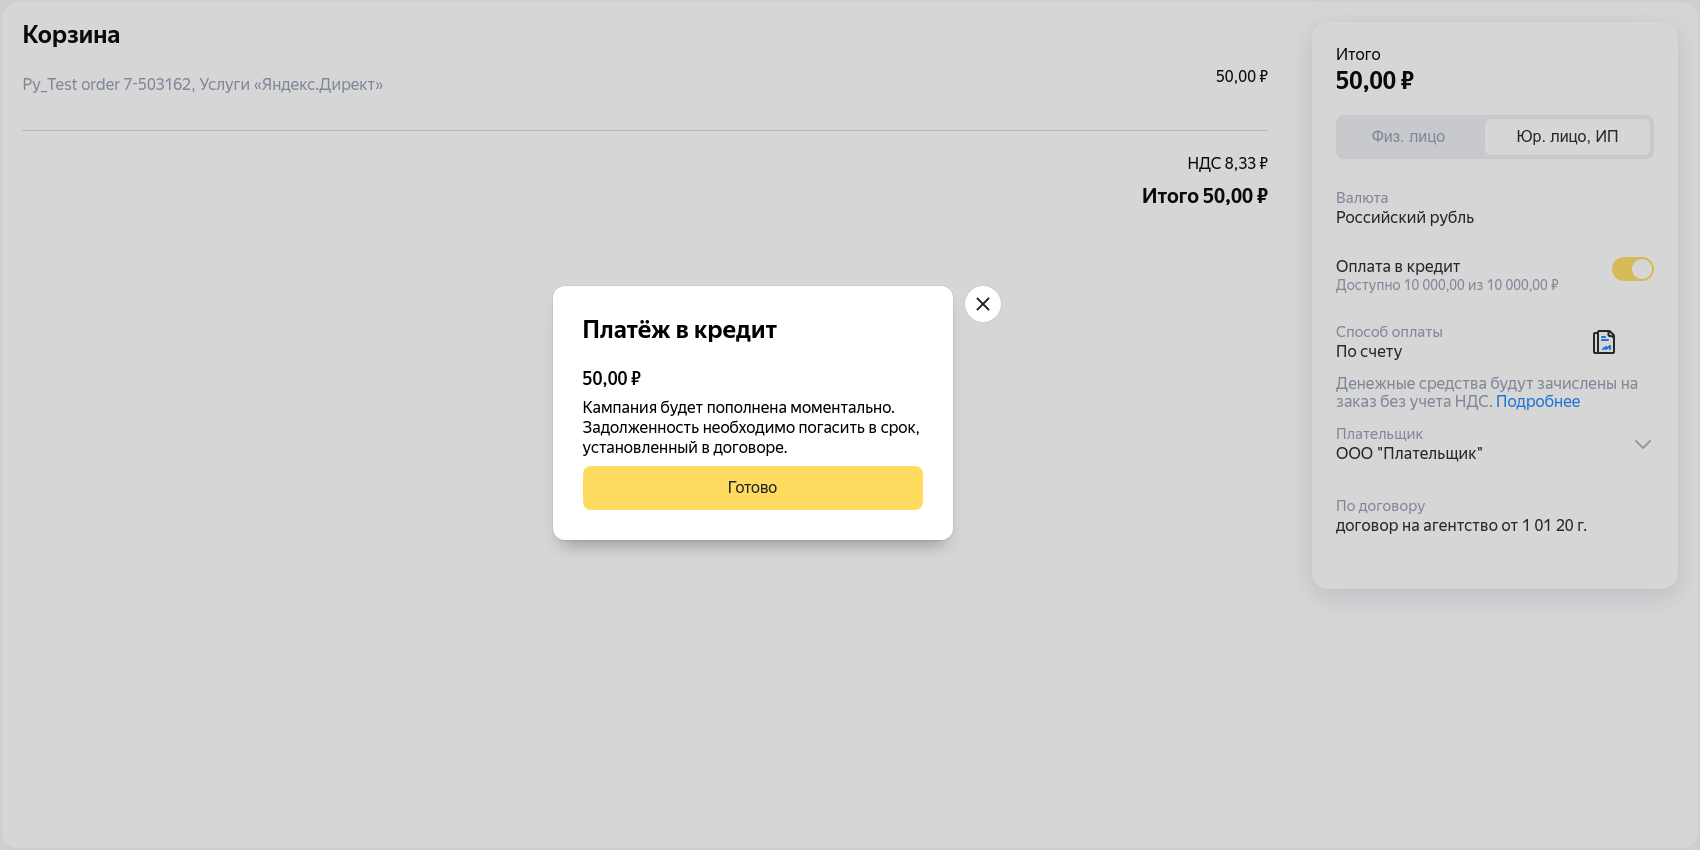 Корзина
Py_Test order 7-503162, Услуги «Яндекс.Директ»
50,00 ₽
НДС 8,33 ₽
Итого 50,00 ₽
Платёж в кредит
50,00 ₽
Кампания будет пополнена моментально.
Задолженность необходимо погасить в срок,
установленный в договоре.
Готово
Итого
50,00 ₽
Физ. лицо
Юр. лицо, ИП
Валюта
Российский рубль
Оплата в кредит
Доступно 10 000,00 из 10 000,00 ₽
Способ оплаты
По счету
Денежные средства будут зачислены на
заказ без учета НДС. Подробнее
Плательщик
ООО "Плательщик"
По договору
договор на агентство от 1 01 20 г.